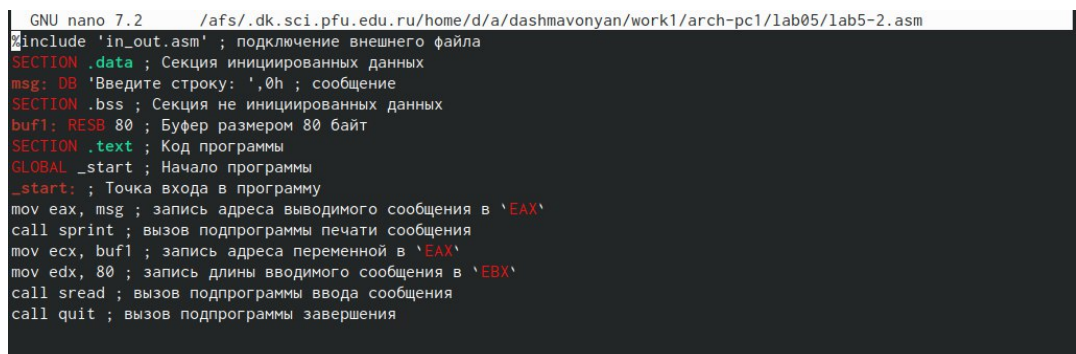 GNU nano 7.2 /afs/.dk.sci.pfu.edu.ru/home/d/a/dashmavonyan/work1/arch-pc1/lab05/lab5-2.asm
%include 'in_out.asm' ; подключение внешнего файла
SECTION .data ; Секция инициированных данных
msg: DB 'Введите строку: ',0h ; сообщение
SECTION .bss ; Секция не инициированных данных
buf1: RESB 80 ; Буфер размером 80 байт
SECTION .text ; Код программы
GLOBAL _start ; Начало программы
_start: ; Точка входа в программу
mov eax, msg ; запись адреса выводимого сообщения в `EAX`
call sprint ; вызов подпрограммы печати сообщения
mov ecx, buf1 ; запись адреса переменной в `EAX`
mov edx, 80 ; запись длины вводимого сообщения в `EBX`
call sread ; вызов подпрограммы ввода сообщения
call quit ; вызов подпрограммы завершения